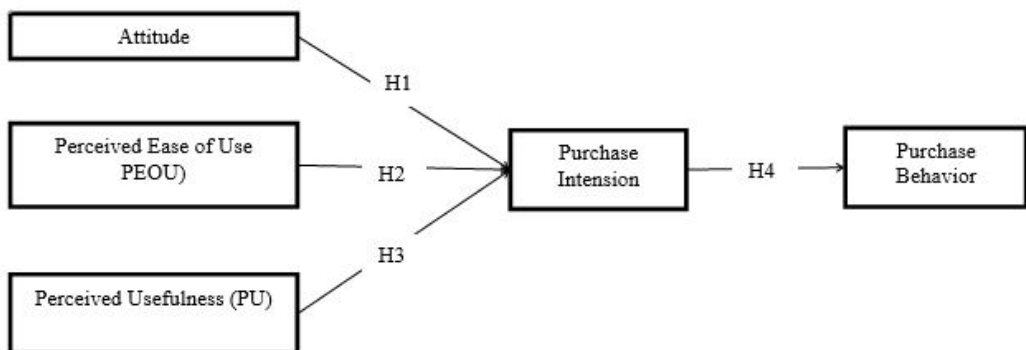 Attitude
H1
Perceived Ease of Use
PEOU)
H2
Purchase
Intension
H4
Purchase
Behavior
H3
Perceived Usefulness (PU)